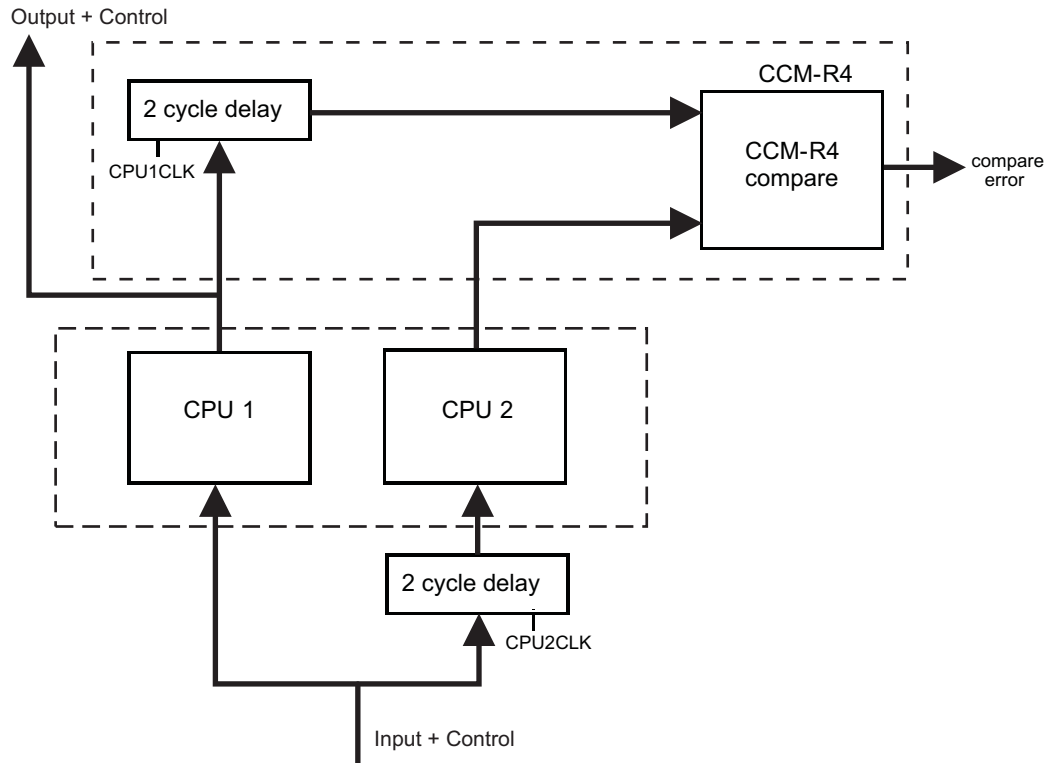 Output + Control
CCM-R4
2 cycle delay
CPU1CLK
CCM-R4
compare
compare
error
CPU 1
CPU 2
2 cycle delay
CPU2CLK
Input + Control